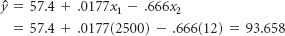 ŷ = 57.4 + .0177x₁ − .666x₂
= 57.4 + .0177(2500) − .666(12) = 93.658